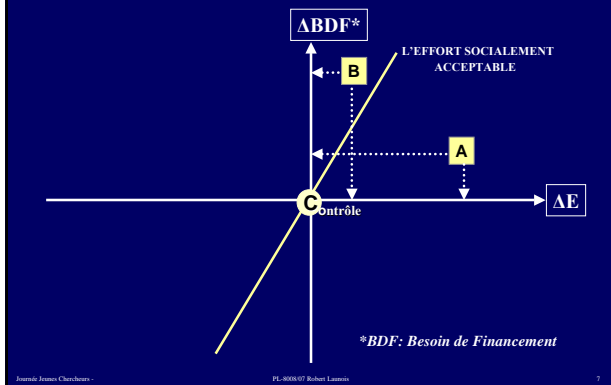 ΔBDF*
L'EFFORT SOCIALEMENT
ACCEPTABLE
B
A
Contrôle
ΔE
*BDF: Besoin de Financement
Journée Jeunes Chercheurs -
PL-8008/07 Robert Launois
7